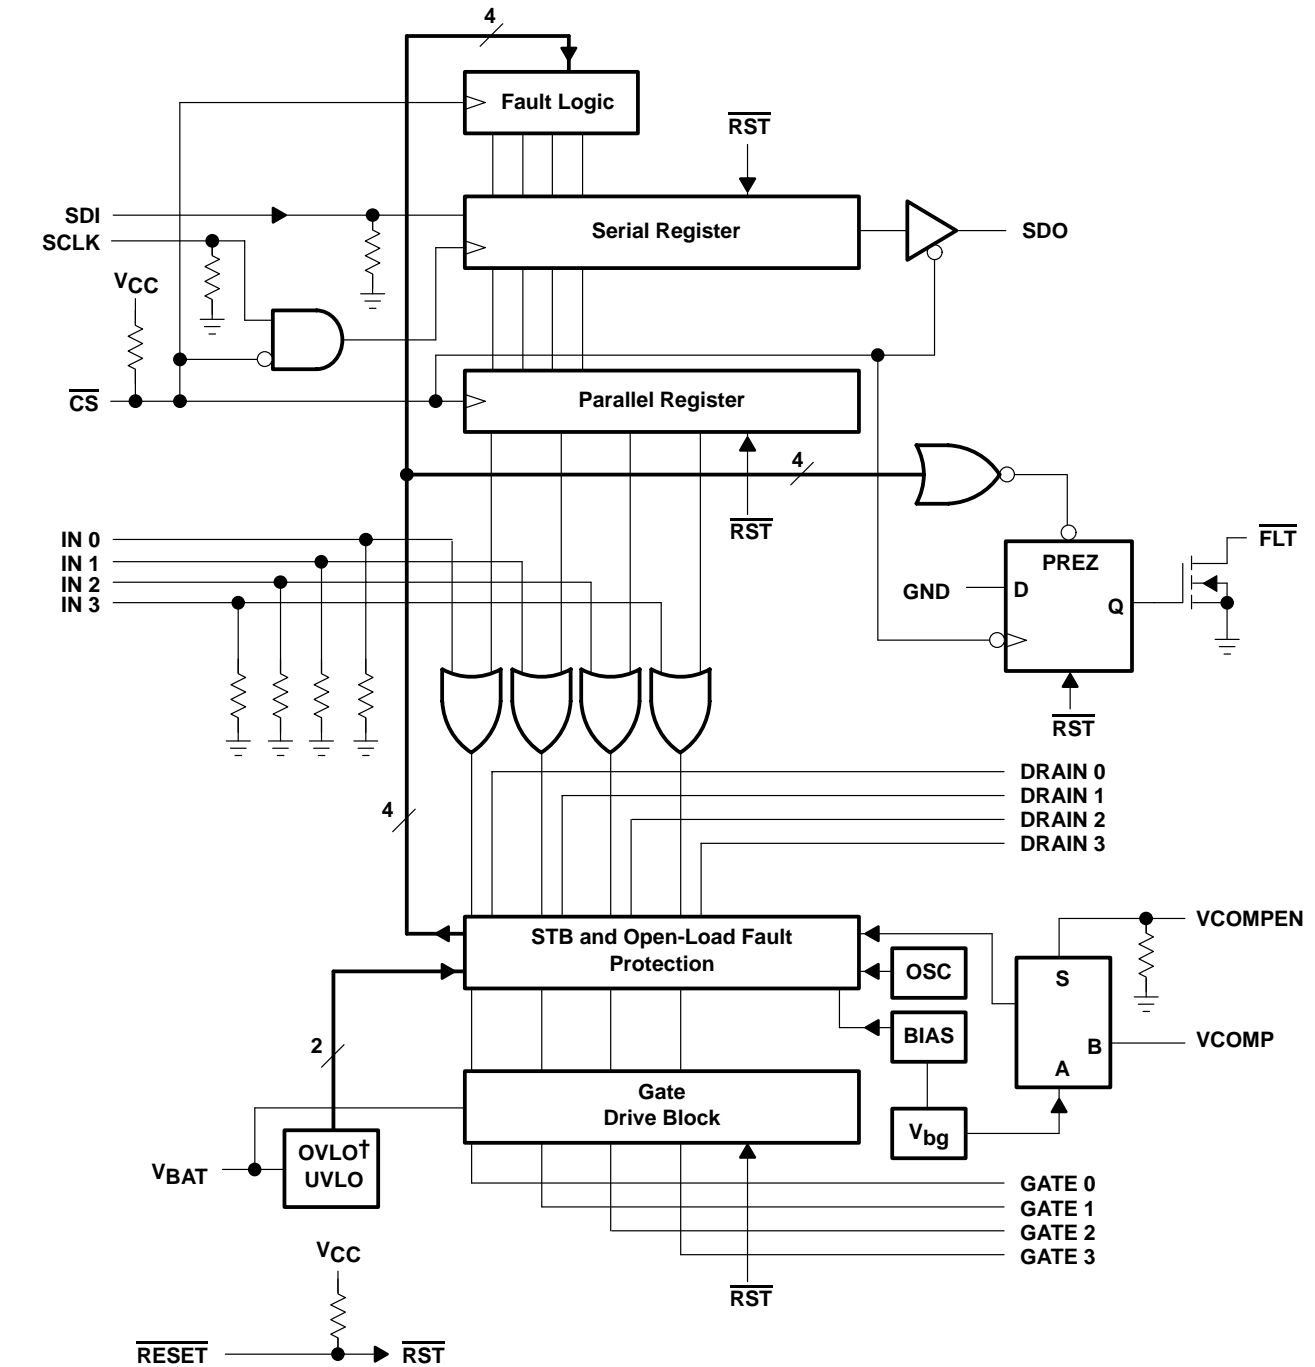 4
Fault Logic
RST
SDI
SCLK
Serial Register
SDO
VCC
CS
Parallel Register
4
RST
IN 0
IN 1
IN 2
IN 3
FLT
PREZ
GND
D
Q
RST
DRAIN 0
DRAIN 1
DRAIN 2
DRAIN 3
4
STB and Open-Load Fault
Protection
OSC
VCOMPEN
S
2
BIAS
B
VCOMP
A
Gate
Drive Block
Vbg
VBAT
OVLO†
UVLO
GATE 0
GATE 1
GATE 2
GATE 3
VCC
RST
RESET
RST